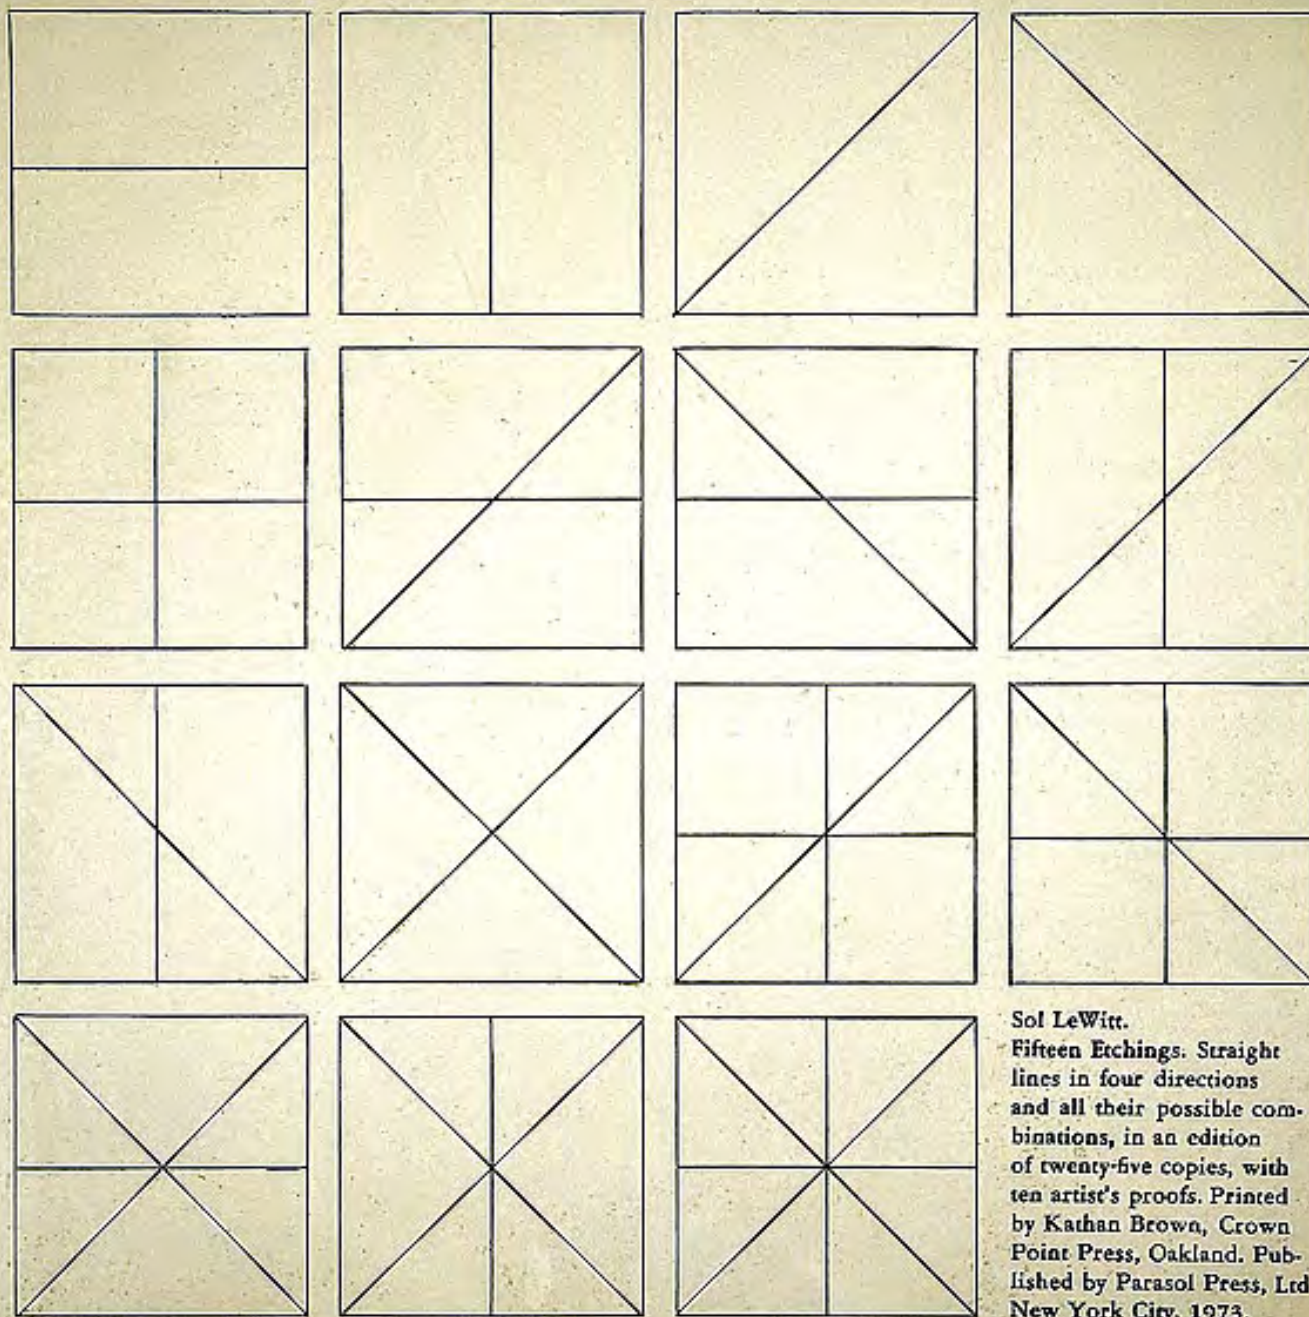 Sol LeWitt.
Fifteen Etchings. Straight
lines in four directions
and all their possible com-
binations, in an edition
of twenty-five copies, with
ten artist's proofs. Printed
by Kathan Brown, Crown
Point Press, Oakland. Pub-
lished by Parasol Press, Ltd
New York City, 1973.